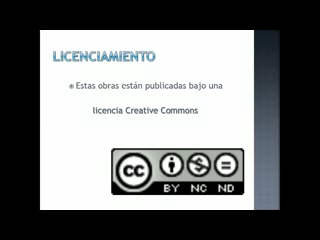 LICENCIAMIENTO
Estas obras están publicadas bajo una
licencia Creative Commons
cc
BY NC ND